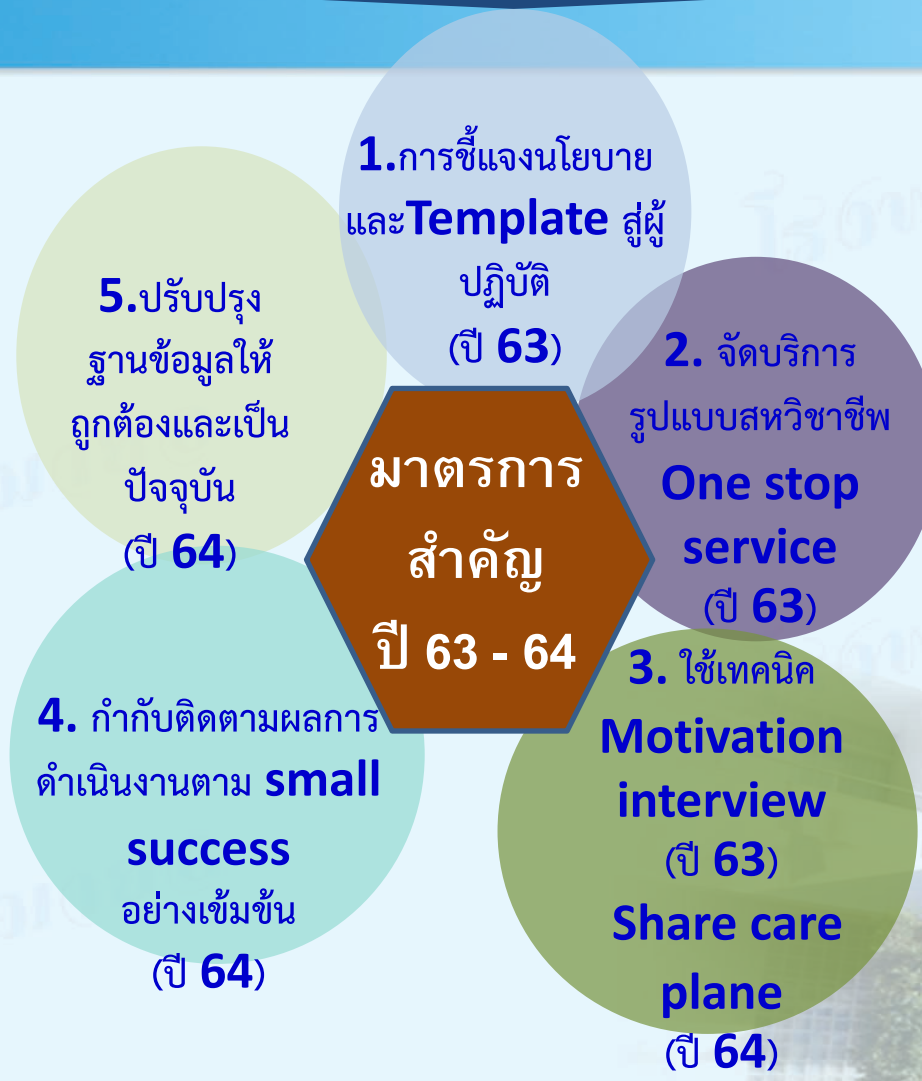 1.การชี้แจงนโยบาย
และTemplate สู่ผู้
ปฏิบัติ
(ปี 63)
2. จัดบริการ
รูปแบบสหวิชาชีพ
One stop
service
(ปี 63)
3. ใช้เทคนิค
Motivation
interview
(ปี 63)
Share care
plane
(ปี 64)
4. กำกับติดตามผลการ
ดำเนินงานตาม small
success
อย่างเข้มข้น
(ปี 64)
5.ปรับปรุง
ฐานข้อมูลให้
ถูกต้องและเป็น
ปัจจุบัน
(ปี 64)
มาตรการ
สำคัญ
ปี 63 - 64